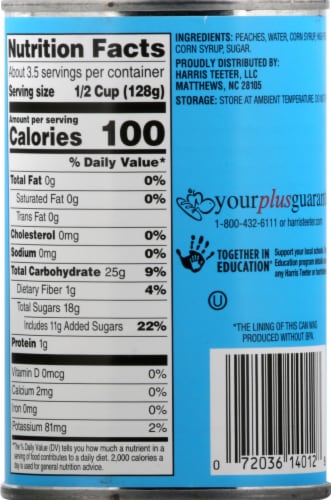 Nutrition Facts
About 3.5 servings per container
Serving size 1/2 Cup (128g)
Amount per serving
Calories 100
% Daily Value*
Total Fat 0g 0%
Saturated Fat 0g 0%
Trans Fat 0g
Cholesterol 0mg 0%
Sodium 0mg 0%
Total Carbohydrate 25g 9%
Dietary Fiber 1g 4%
Total Sugars 18g
Includes 11g Added Sugars 22%
Protein 1g
Vitamin D 0mcg 0%
Calcium 2mg 0%
Iron 0mg 0%
Potassium 81mg 2%
*The % Daily Value (DV) tells you how much a nutrient in a
serving of food contributes to a daily diet. 2,000 calories a
day is used for general nutrition advice.
INGREDIENTS: PEACHES, WATER, CORN SYRUP,
CORN SYRUP, SUGAR.
PROUDLY DISTRIBUTED BY:
HARRIS TEETER, LLC
MATTHEWS, NC 28105
STORAGE: STORE AT AMBIENT TEMPERATURE.
yourplusguaran
1-800-432-6111 or harristeeter.com
TOGETHER IN
EDUCATION
Support your local
Education program
any Harris Teeter or
U
*THE LINING OF THIS CAN WAS
PRODUCED WITHOUT BPA.
0 72036 14012